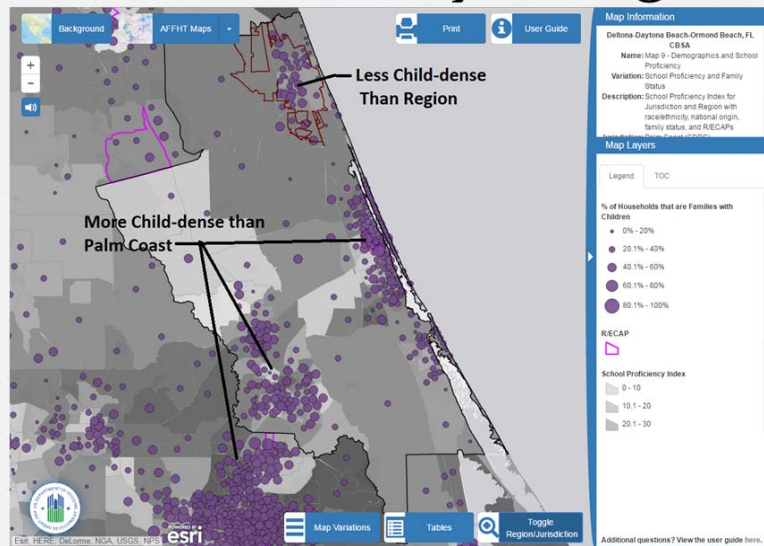 Background
AFFHT Maps
Print
User Guide
+
−
Less Child-dense
Than Region
More Child-dense than
Palm Coast
Map Information
Deltona-Daytona Beach-Ormond Beach, FL
CBSA
Name: Map 9 - Demographics and School
Proficiency
Variation: School Proficiency and Family
Status
Description: School Proficiency Index for
Jurisdiction and Region with
race/ethnicity, national origin,
family status, and R/ECAPs
Map Layers
Legend
TOC
% of Households that are Families with
Children
0% - 20%
20.1% - 40%
40.1% - 60%
60.1% - 80%
80.1% - 100%
R/ECAP
School Proficiency Index
0 - 10
10.1 - 20
20.1 - 30
Map Variations
Tables
Toggle
Region/Jurisdiction
Esri, HERE, DeLorme, NGA, USGS, NPS
POWERED BY
esri
Additional questions? View the user guide here.